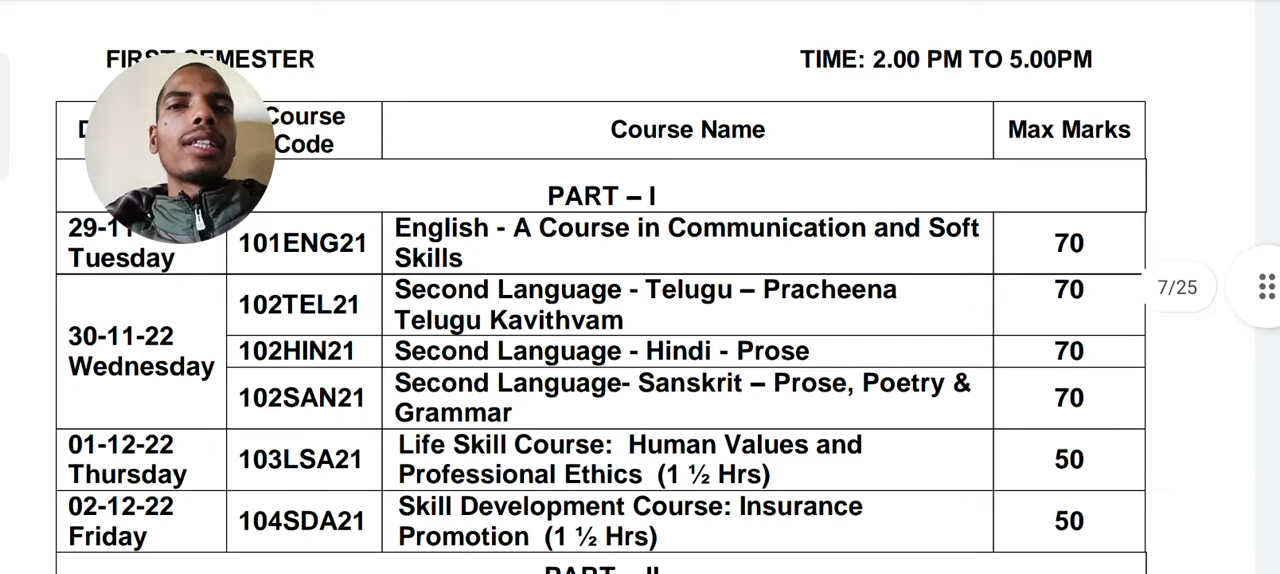 FIRST SEMESTER
TIME: 2.00 PM TO 5.00PM
Course Code
Course Name
Max Marks
PART – I
29-11
Tuesday
101ENG21
English - A Course in Communication and Soft
Skills
70
30-11-22
Wednesday
102TEL21
Second Language - Telugu – Pracheena
Telugu Kavithvam
70
102HIN21
Second Language - Hindi - Prose
70
102SAN21
Second Language- Sanskrit – Prose, Poetry &
Grammar
70
01-12-22
Thursday
103LSA21
Life Skill Course:  Human Values and
Professional Ethics  (1 ½ Hrs)
50
02-12-22
Friday
104SDA21
Skill Development Course: Insurance
Promotion  (1 ½ Hrs)
50
PART – II
7/25